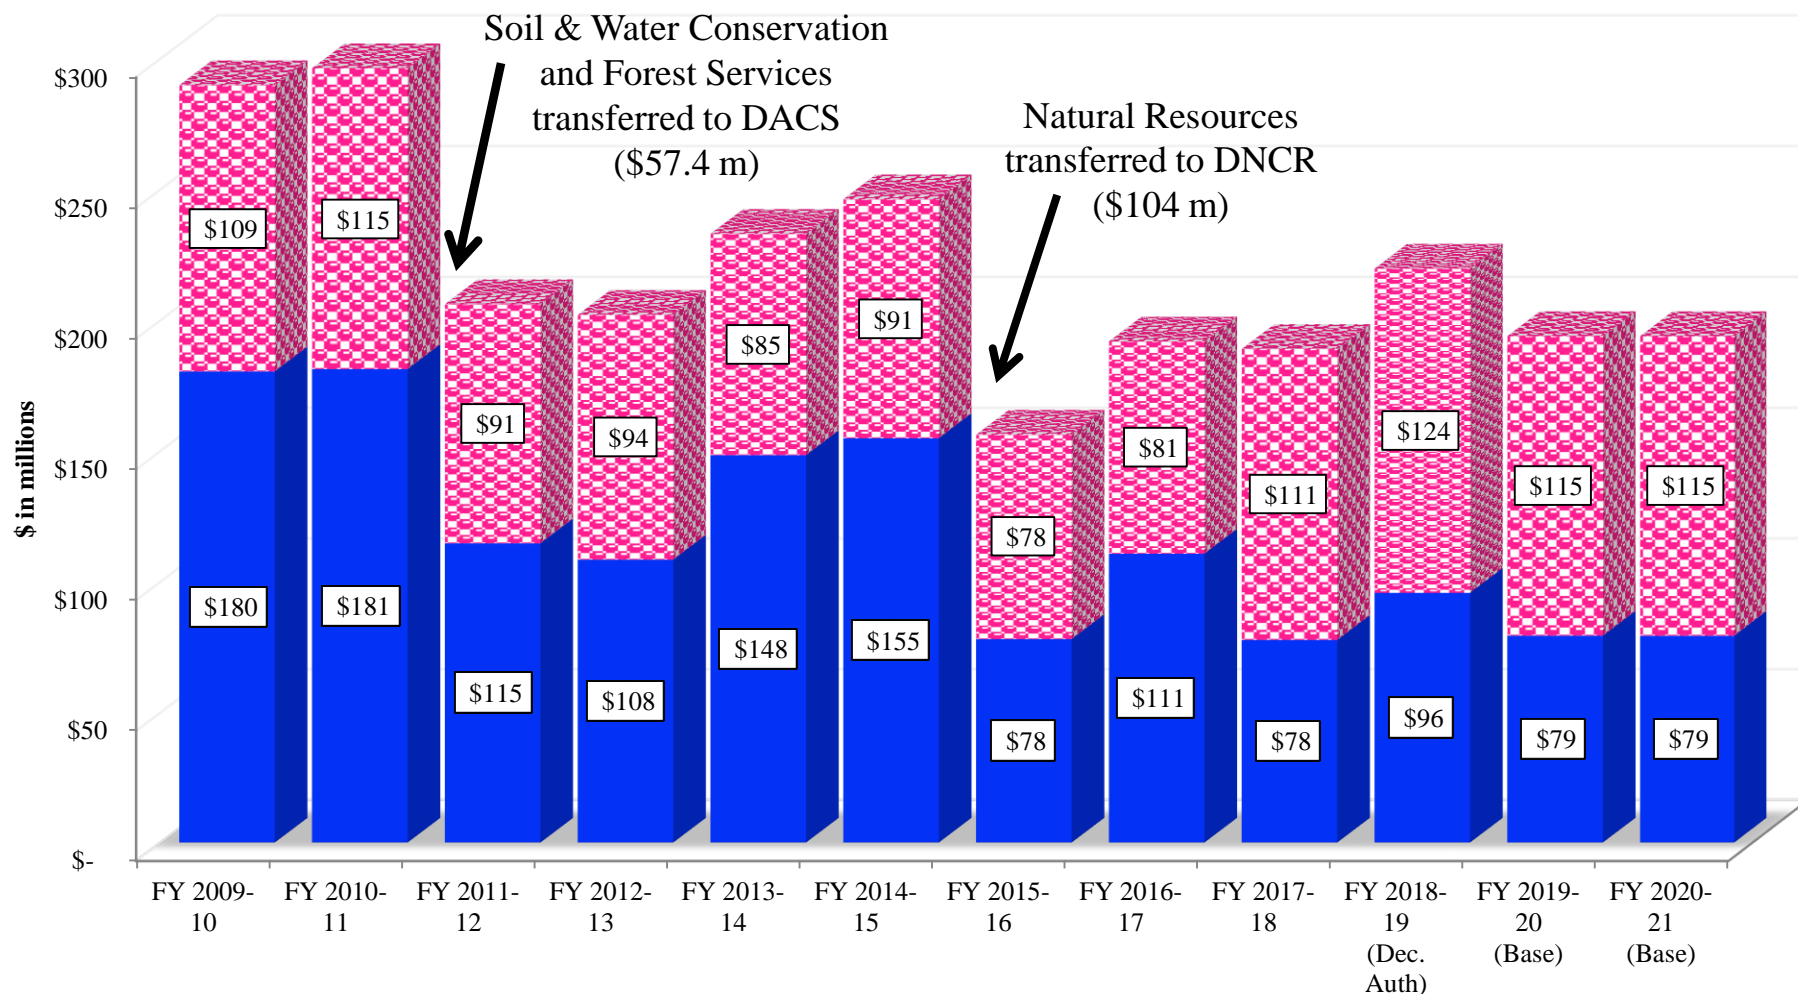 Soil & Water Conservation
and Forest Services
transferred to DACS
($57.4 m)
Natural Resources
transferred to DNCR
($104 m)
$ in millions
$300
$250
$200
$150
$100
$50
$-
$109
$115
$91
$94
$85
$91
$78
$81
$111
$124
$115
$115
$180
$181
$115
$108
$148
$155
$78
$111
$78
$96
$79
$79
FY 2009-
10
FY 2010-
11
FY 2011-
12
FY 2012-
13
FY 2013-
14
FY 2014-
15
FY 2015-
16
FY 2016-
17
FY 2017-
18
FY 2018-
19
(Dec.
Auth)
FY 2019-
20
(Base)
FY 2020-
21
(Base)